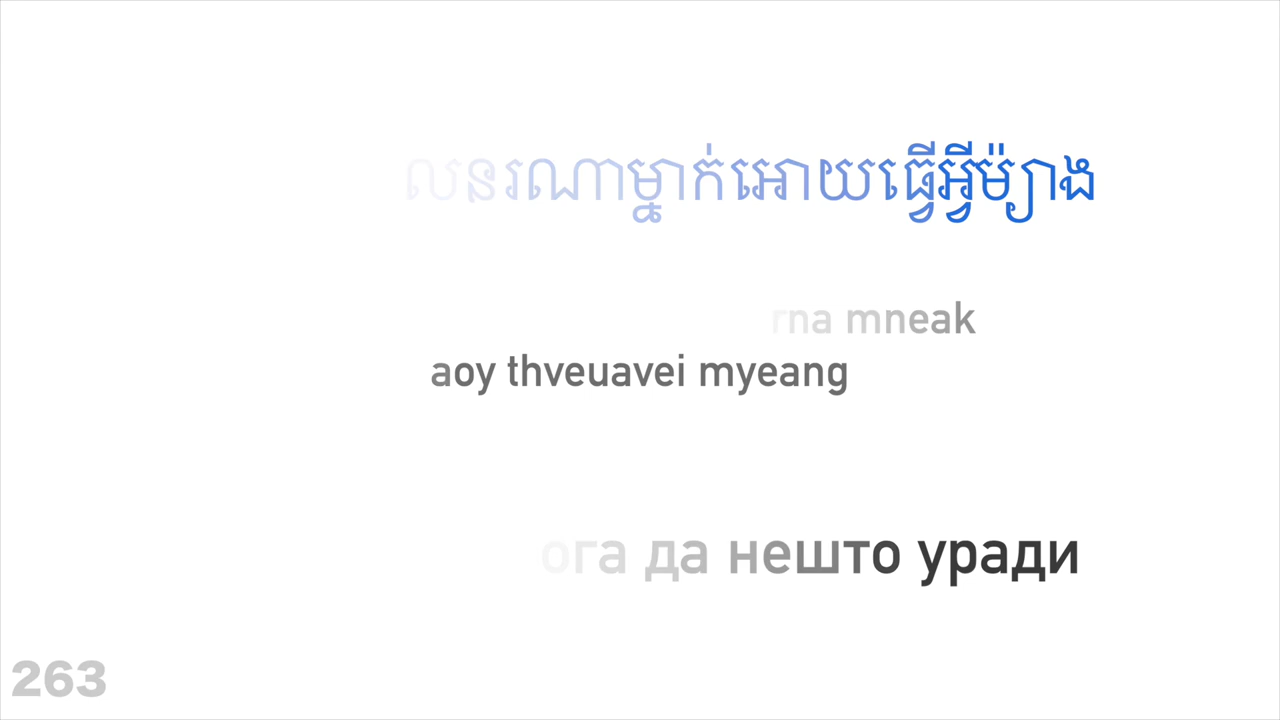 លនរណាម្នាក់អោយធ្វើអ្វីម៉្យាង
rna mneak
aoy thveuavei myeang
ога да нешто уради
263